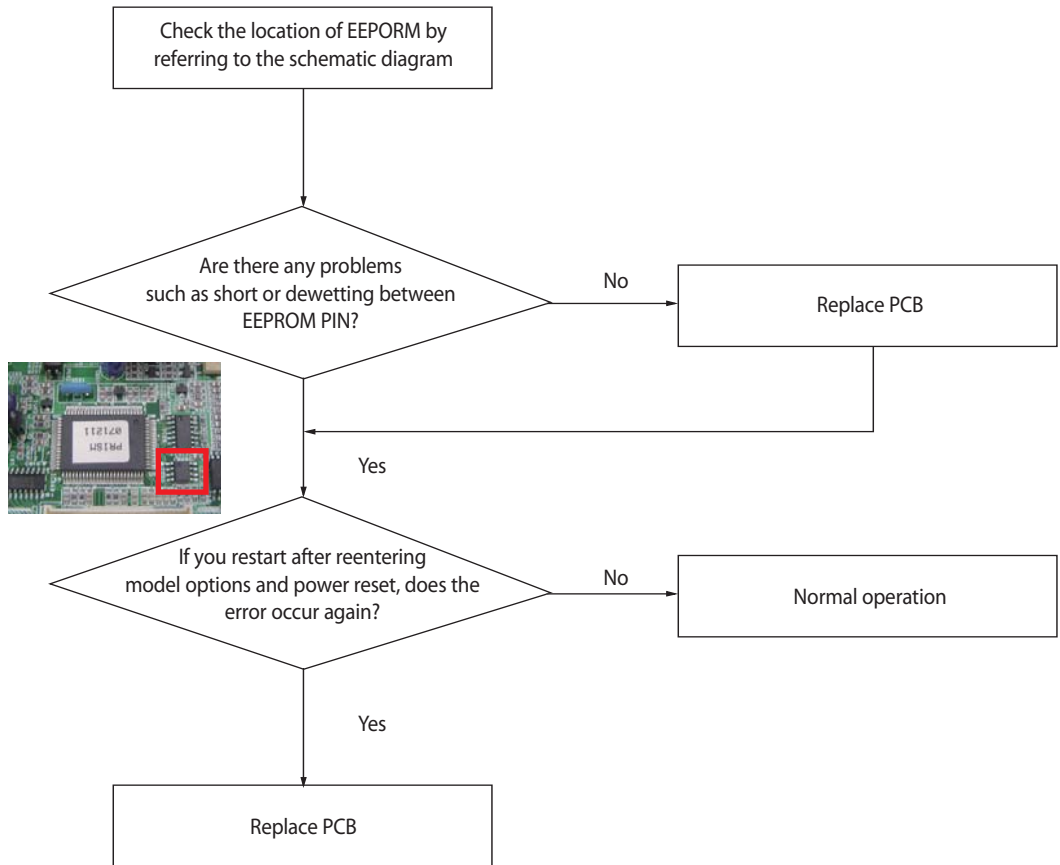 Check the location of EEPORM by
referring to the schematic diagram
Are there any problems
such as short or dewetting between
EEPROM PIN?
No
Replace PCB
PRISM
071211
Yes
If you restart after reentering
model options and power reset, does the
error occur again?
No
Normal operation
Yes
Replace PCB